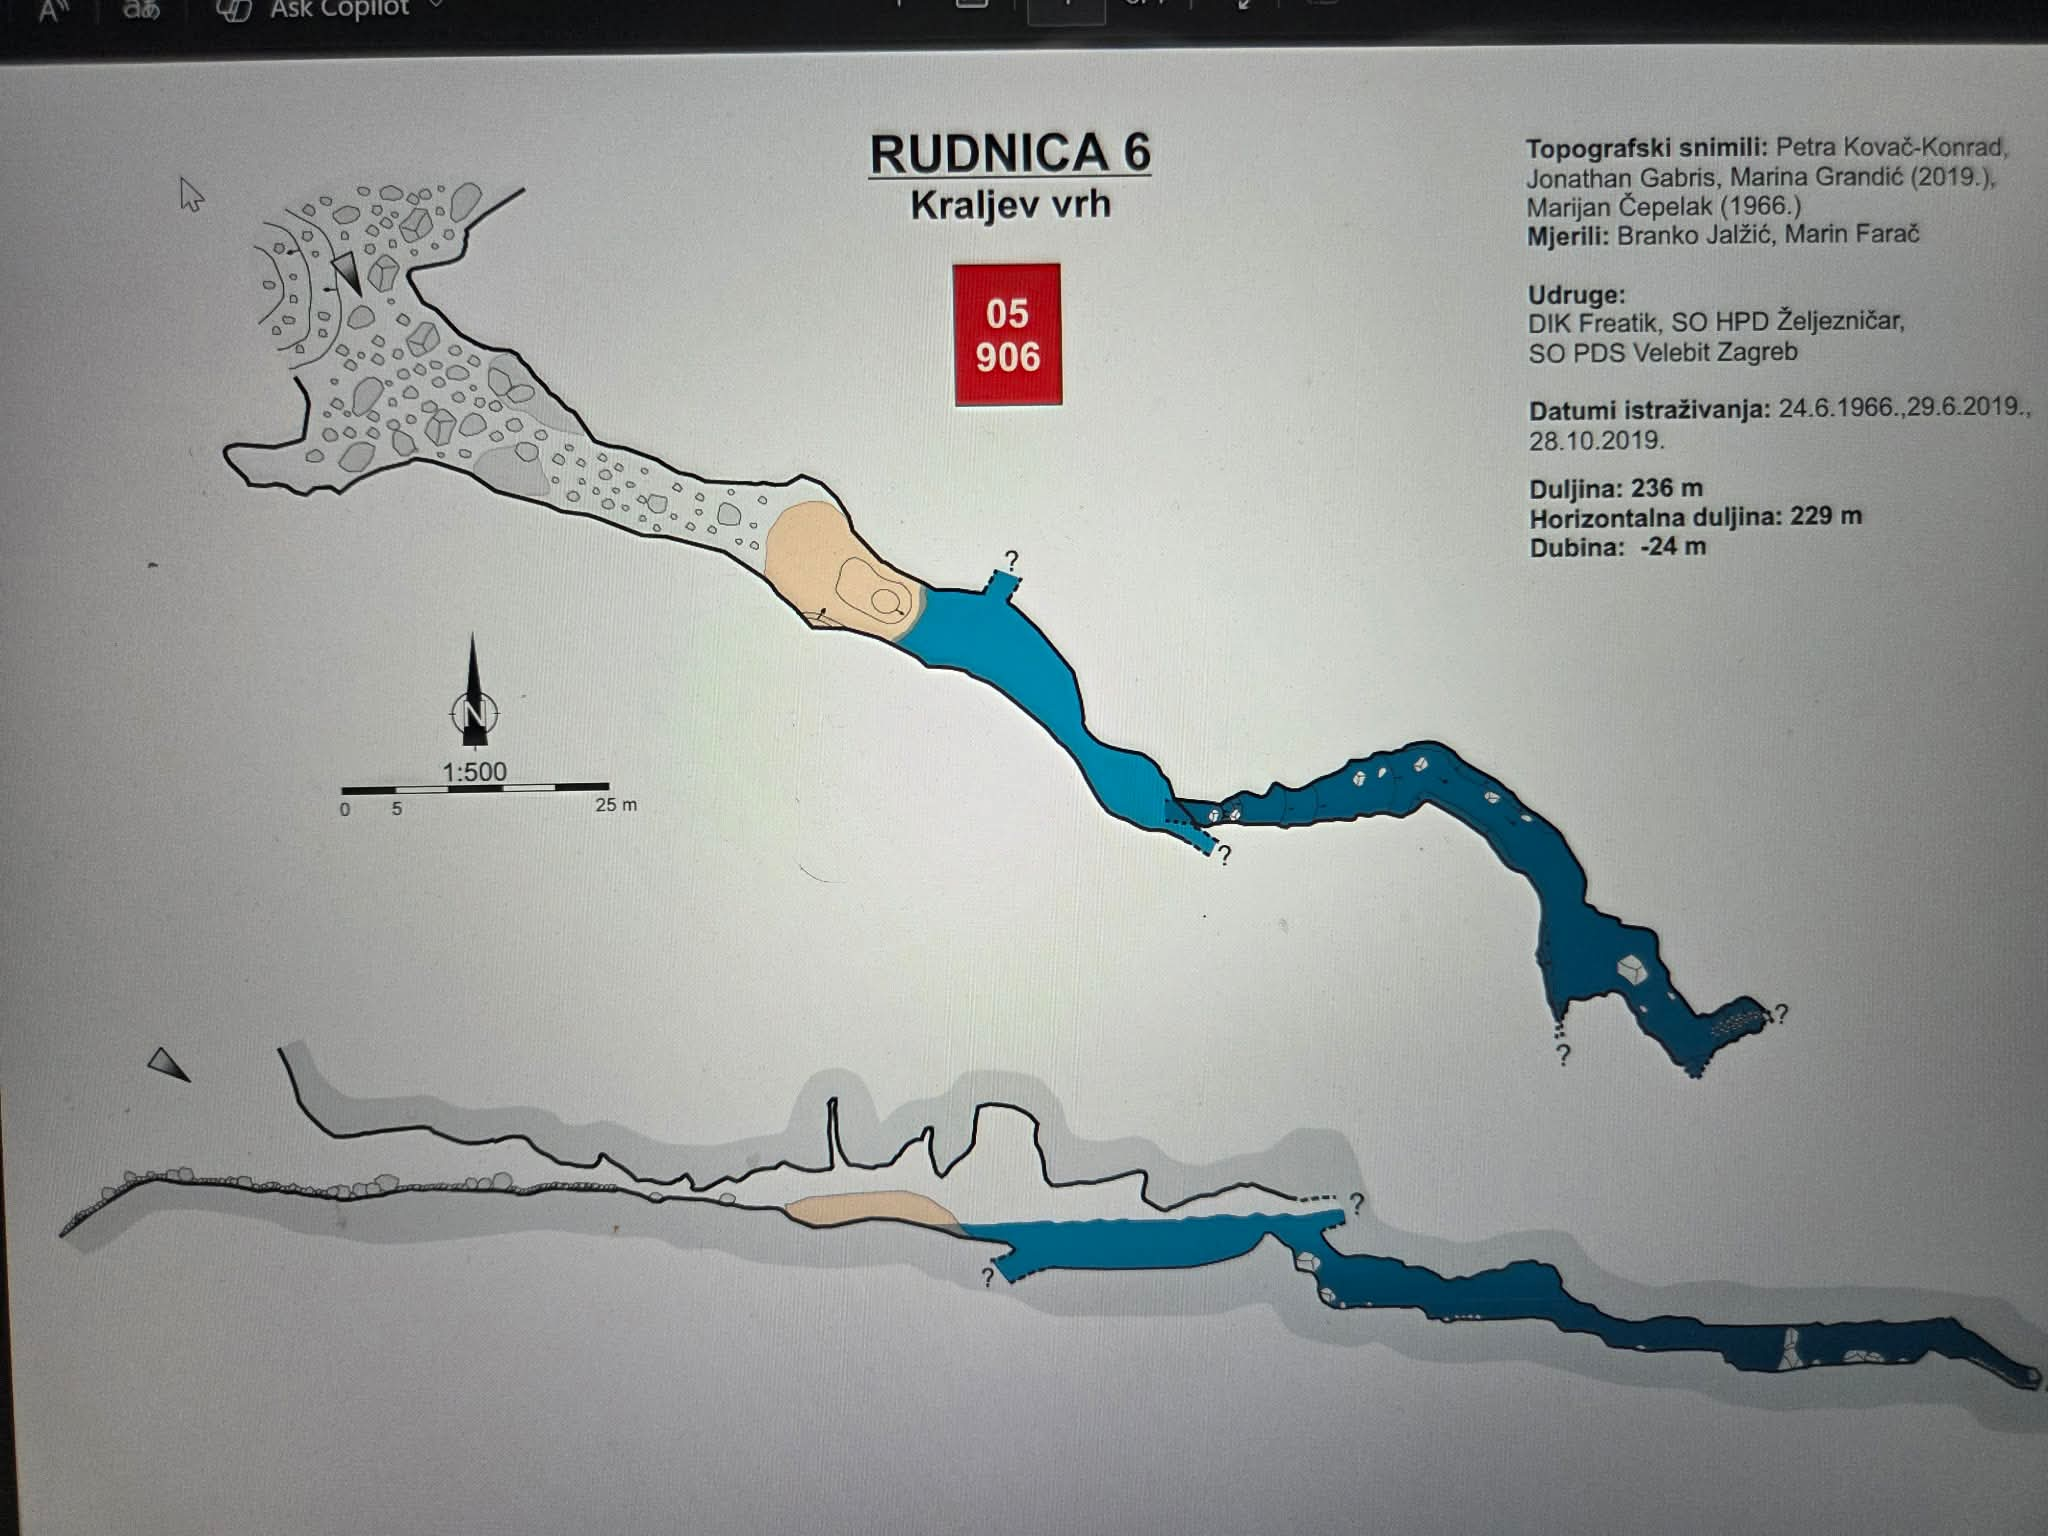 Ask Copilot
RUDNICA 6
Kraljev vrh
05
906
Topografski snimili: Petra Kovač-Konrad,
Jonathan Gabris, Marina Grandić (2019.),
Marijan Čepelak (1966.)
Mjerili: Branko Jalžić, Marin Farač
Udruge:
DIK Freatik, SO HPD Željezničar,
SO PDS Velebit Zagreb
Datumi istraživanja: 24.6.1966.,29.6.2019.,
28.10.2019.
Duljina: 236 m
Horizontalna duljina: 229 m
Dubina: -24 m
?
N
1:500
0 5 25 m
?
?
?
?
?